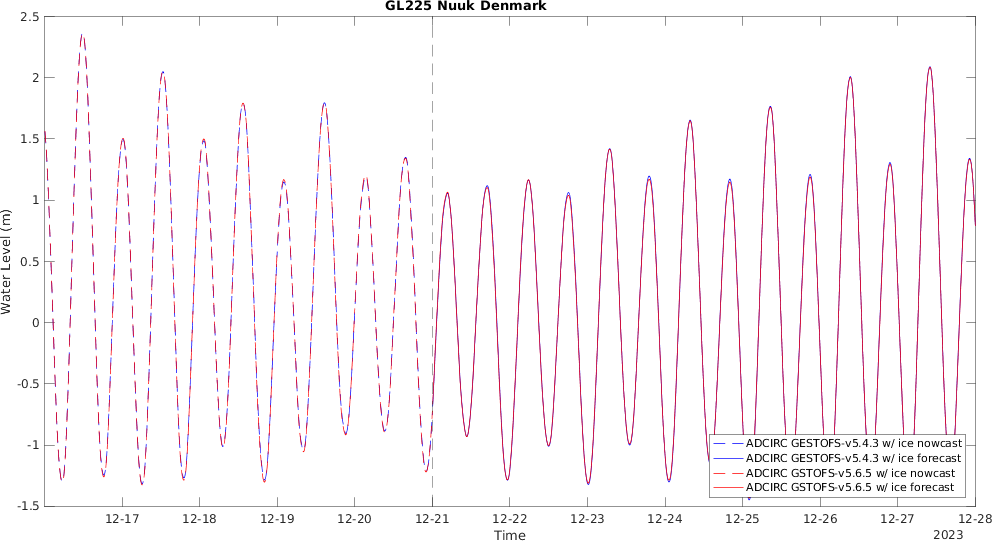 GL225 Nuuk Denmark
2.5
2
1.5
1
0.5
0
-0.5
-1
-1.5
Water Level (m)
ADCIRC GESTOFS-v5.4.3 w/ ice nowcast
ADCIRC GESTOFS-v5.4.3 w/ ice forecast
ADCIRC GSTOFS-v5.6.5 w/ ice nowcast
ADCIRC GSTOFS-v5.6.5 w/ ice forecast
12-17 12-18 12-19 12-20 12-21 12-22 12-23 12-24 12-25 12-26 12-27 12-28
Time
2023